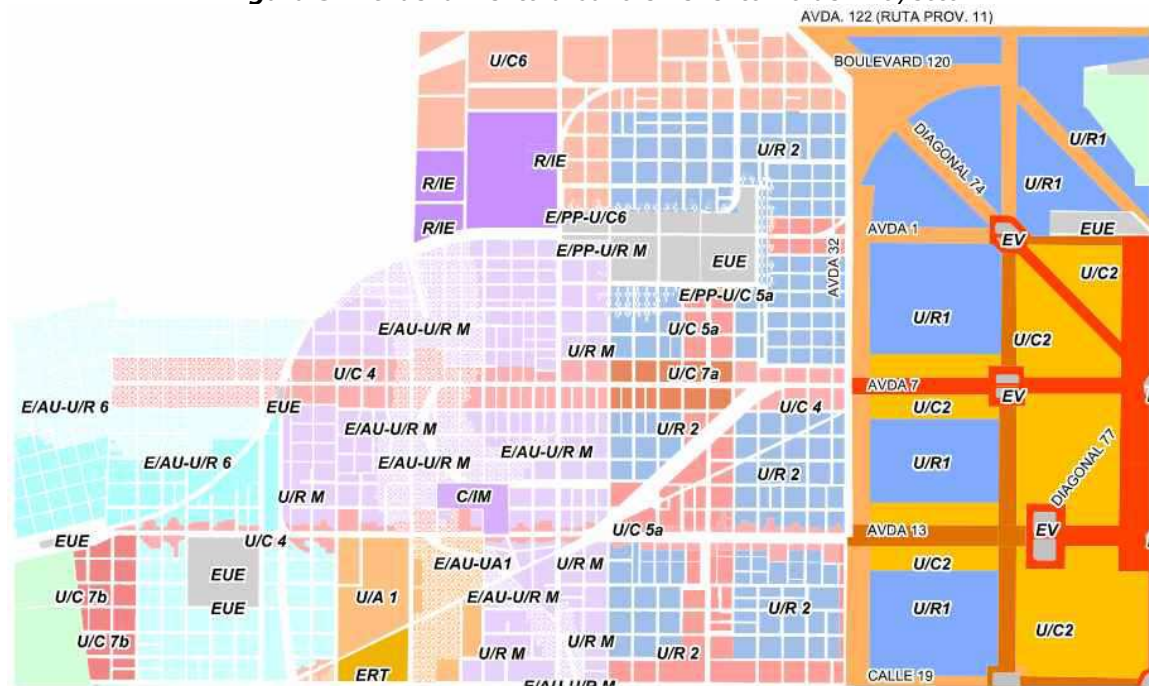 AVDA. 122 (RUTA PROV. 11)
U/C6
BOULEVARD 120
U/R1
U/R 2
DIAGONAL 74
R/IE
R/IE
U/R1
E/PP-U/C6
R/IE
AVDA 1
EV
EUE
E/PP-U/R M
EUE
AVDA 32
U/C2
E/PP-U/C 5a
E/AU-U/R M
U/C 5a
U/R1
U/R M
U/C2
U/C 4
U/C 7a
AVDA 7
EV
E/AU-U/R 6
EUE
U/C 4
U/C2
E/AU-U/R M
U/R 2
E/AU-U/R 6
E/AU-U/R M
E/AU-U/R M
U/R 2
U/R1
DIAGONAL 77
U/R M
C/IM
U/C 5a
AVDA 13
EV
EUE
U/C 4
E/AU-UA1
U/R M
U/C2
EUE
U/C 7b
U/A 1
E/AU-U/R M
EUE
U/R 2
U/R1
U/C 7b
U/R M
U/R M
U/R 2
U/C2
ERT
CALLE 19